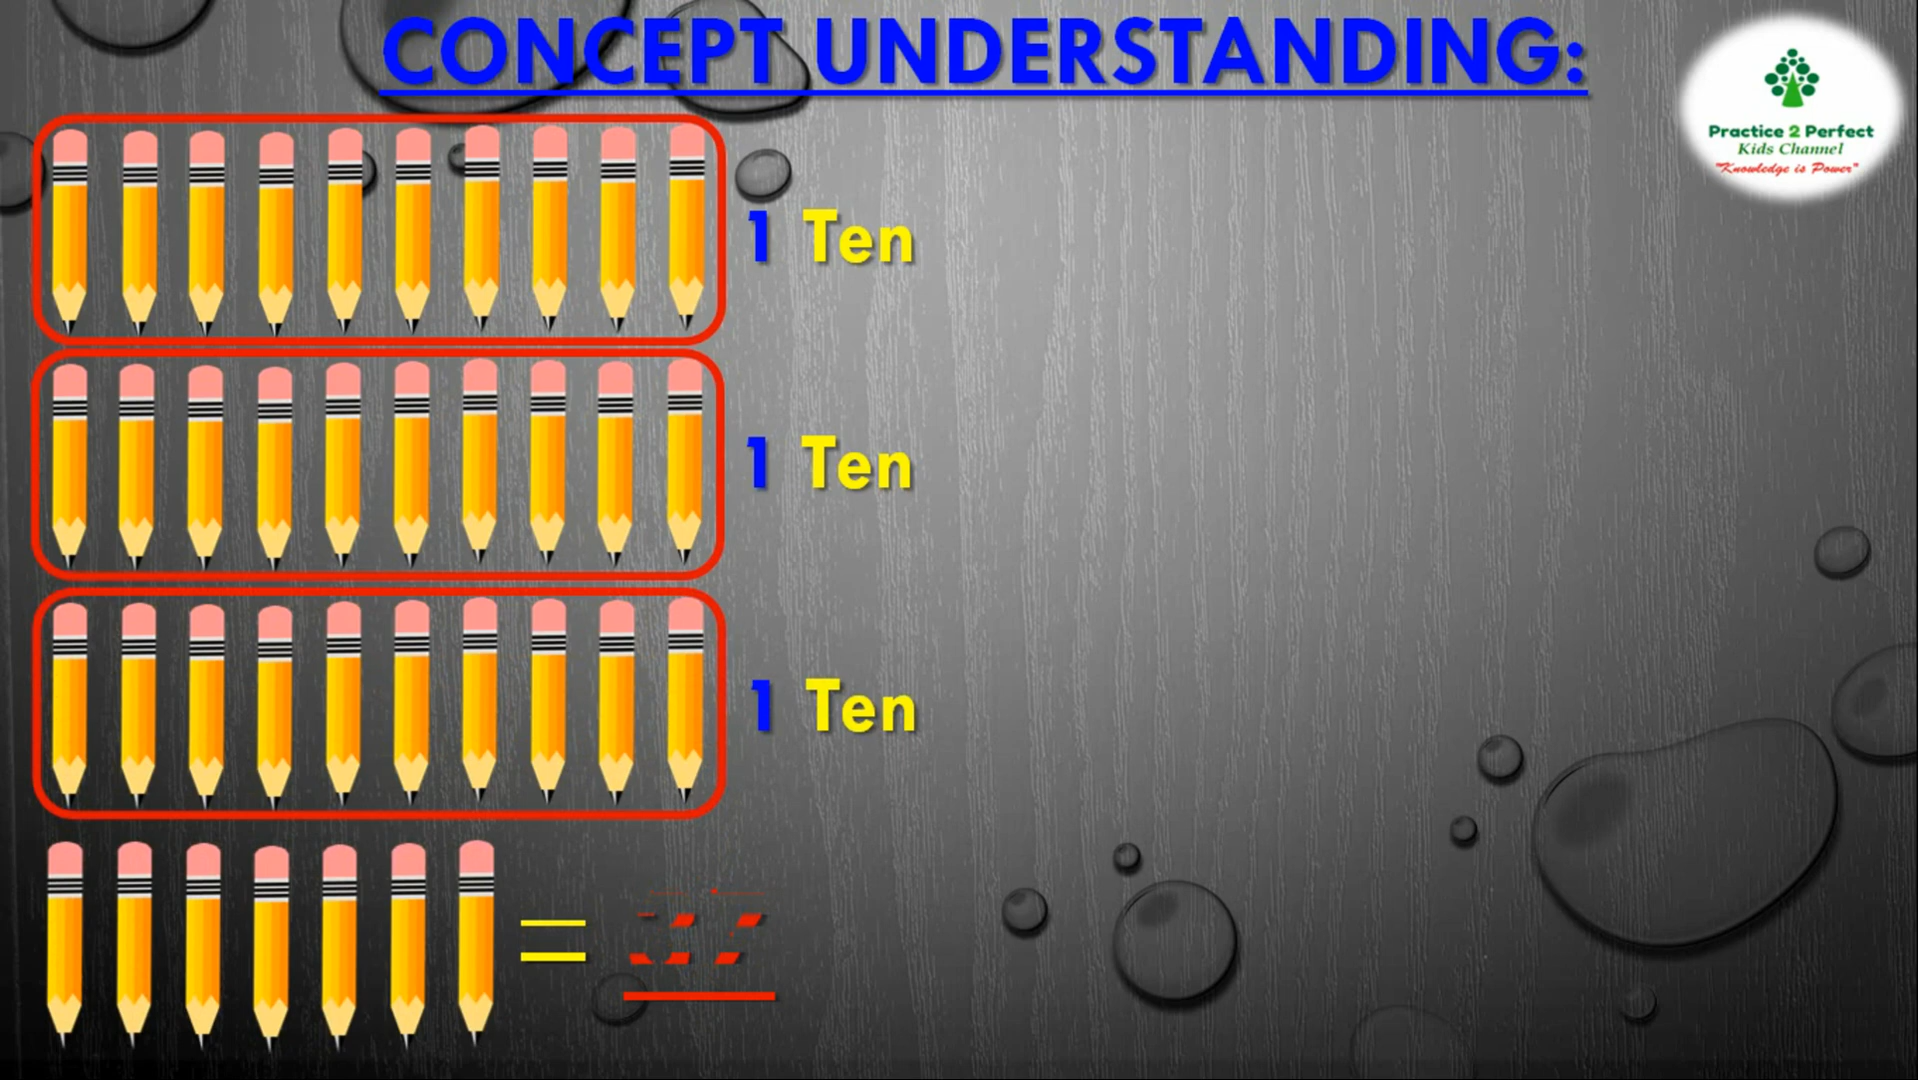 CONCEPT UNDERSTANDING:
Practice 2 Perfect
Kids Channel
"Knowledge is Power"
1 Ten
1 Ten
1 Ten
=